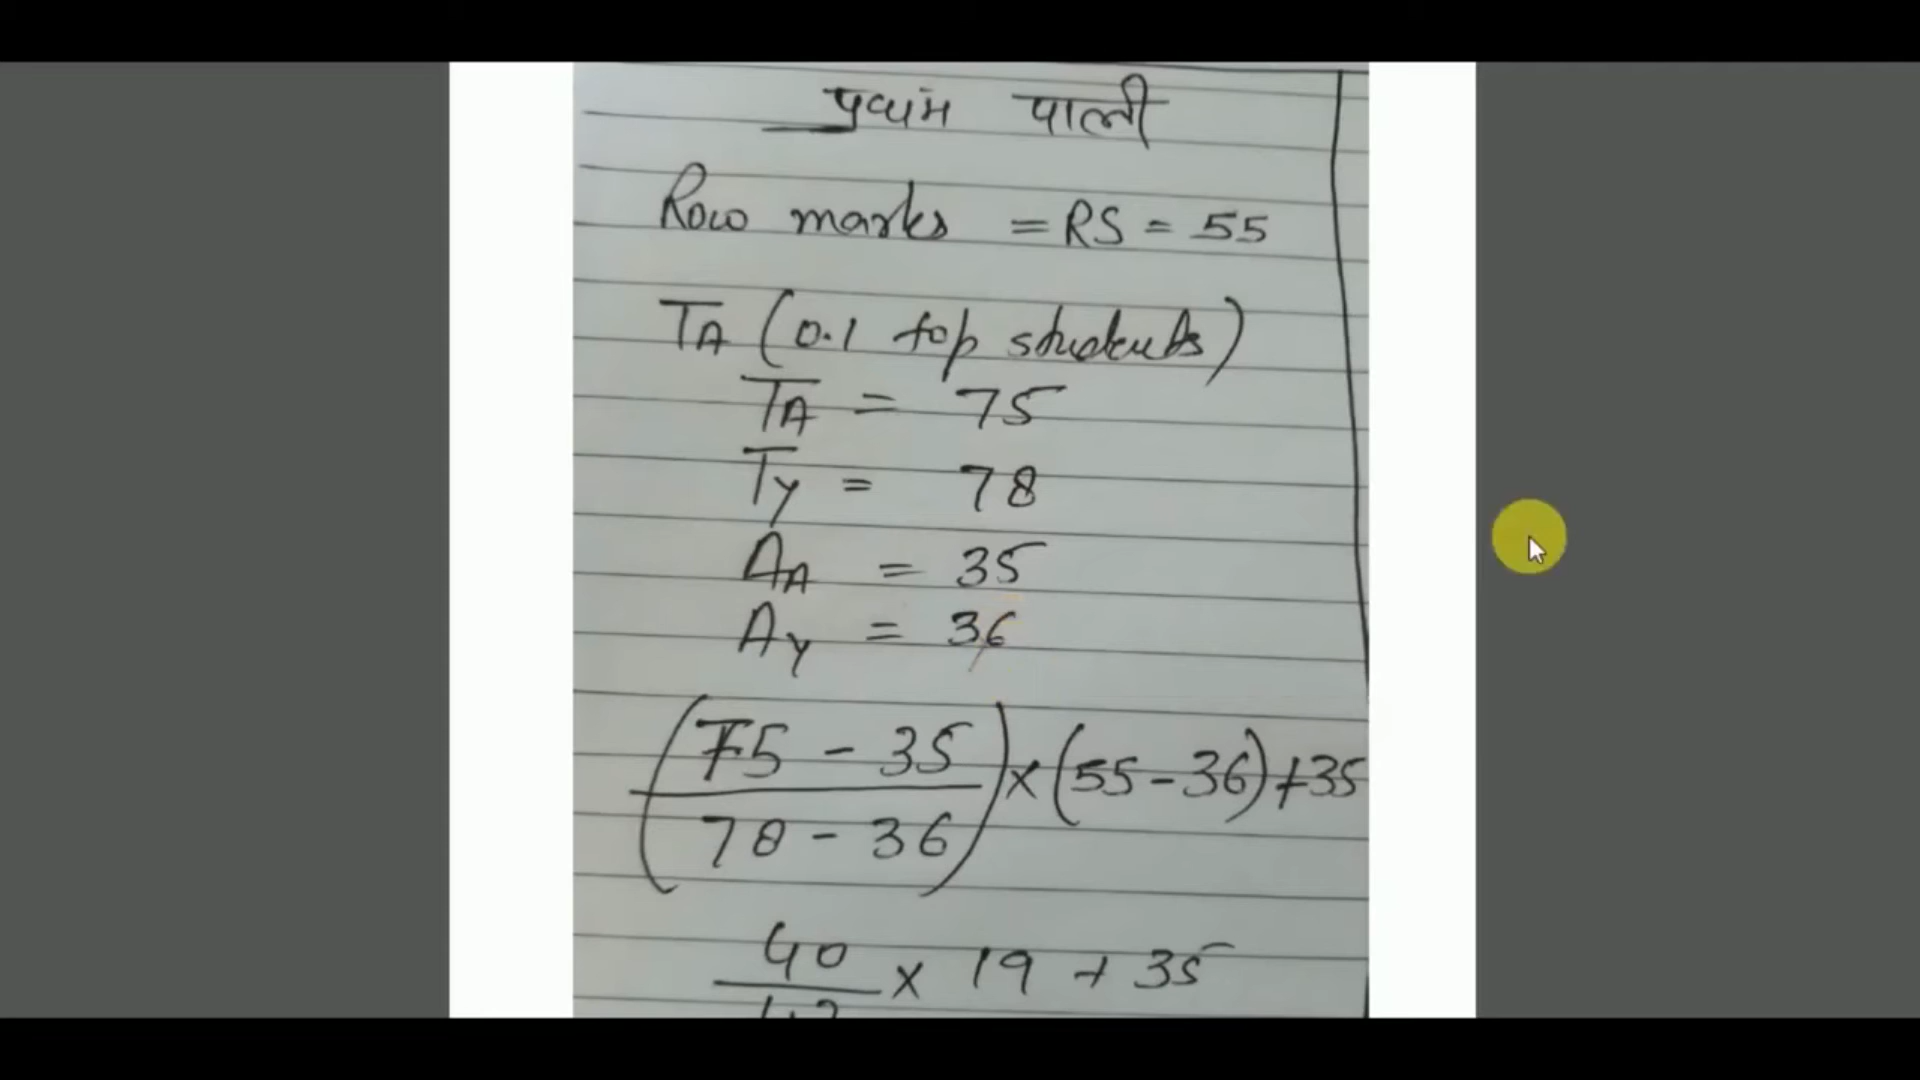 प्रथम पाली
Row marks = RS = 55
TA (0.1 top students)
TA = 75
Ty = 78
AA = 35
Ay = 36
(75 - 35 / 78 - 36) × (55 - 36) + 35
40 / 42 × 19 + 35